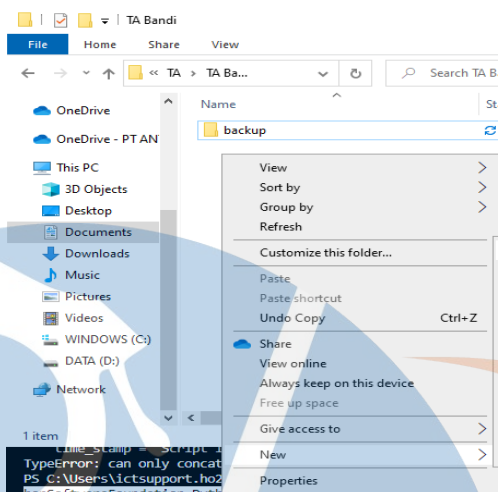 TA Bandi
File Home Share View
« TA › TA Ba... Search TA B
Name St
OneDrive
backup
OneDrive - PT AN
This PC
3D Objects
Desktop
Documents
Downloads
Music
Pictures
Videos
WINDOWS (C:)
DATA (D:)
Network
1 item
View
Sort by
Group by
Refresh
Customize this folder...
Paste
Paste shortcut
Undo Copy Ctrl+Z
Share
View online
Always keep on this device
Free up space
Give access to
New
Properties
time_stamp = Script
TypeError: can only concat
PS C:\Users\ictsupport.ho2